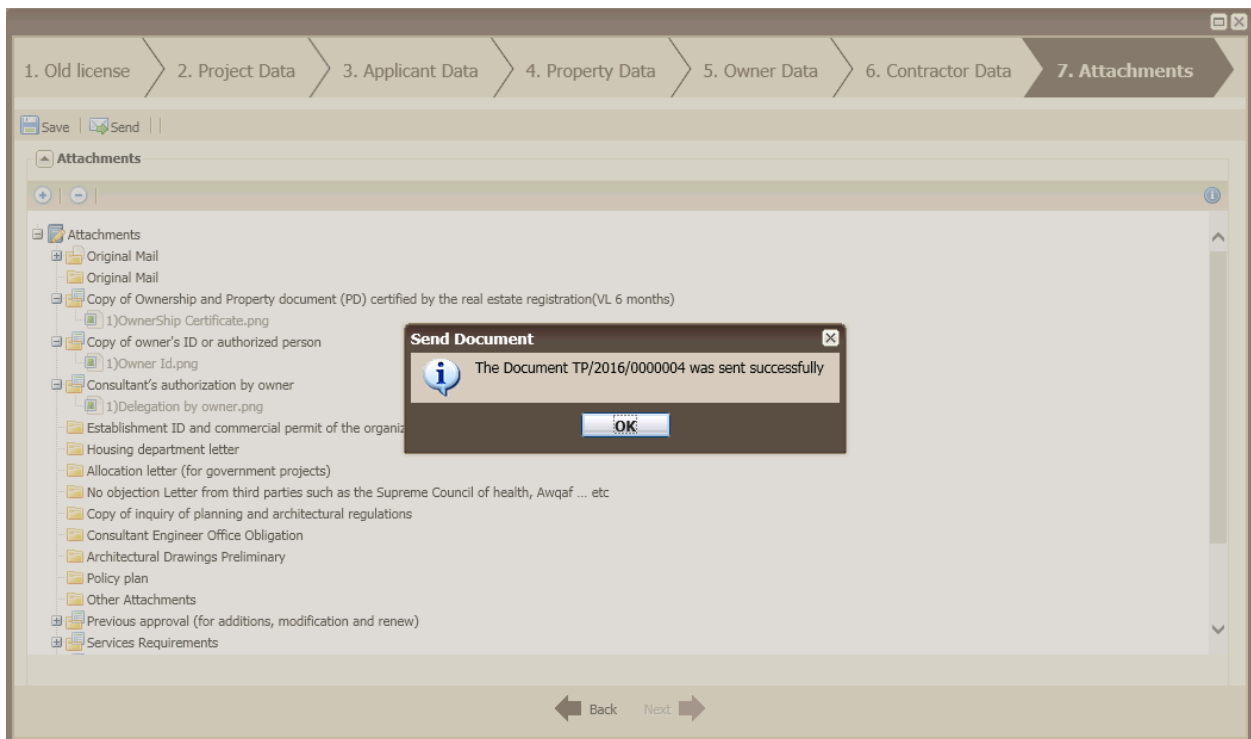 1. Old license
2. Project Data
3. Applicant Data
4. Property Data
5. Owner Data
6. Contractor Data
7. Attachments
Save
Send
Attachments
Attachments
Original Mail
Original Mail
Copy of Ownership and Property document (PD) certified by the real estate registration(VL 6 months)
1)OwnerShip Certificate.png
Copy of owner's ID or authorized person
1)Owner Id.png
Consultant's authorization by owner
1)Delegation by owner.png
Establishment ID and commercial permit of the
Housing department letter
Allocation letter (for government projects)
No objection Letter from third parties such as the Supreme Council of health, Awqaf ... etc
Copy of inquiry of planning and architectural regulations
Consultant Engineer Office Obligation
Architectural Drawings Preliminary
Policy plan
Other Attachments
Previous approval (for additions, modification and renew)
Services Requirements
Send Document
The Document TP/2016/0000004 was sent successfully
OK
Back
Next